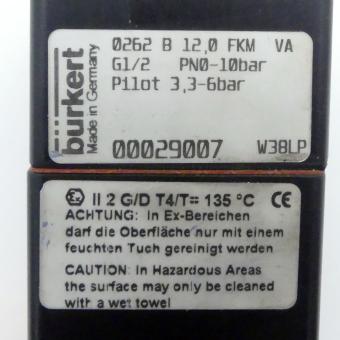 bürkert
Made in Germany
0262 B 12,0 FKM VA
G1/2 PN0-10bar
Pilot 3,3-6bar
00029007 W38LP
Ex II 2 G/D T4/T= 135 °C CE
ACHTUNG: In Ex-Bereichen
darf die Oberfläche nur mit einem
feuchten Tuch gereinigt werden
CAUTION: In Hazardous Areas
the surface may only be cleaned
with a wet towel